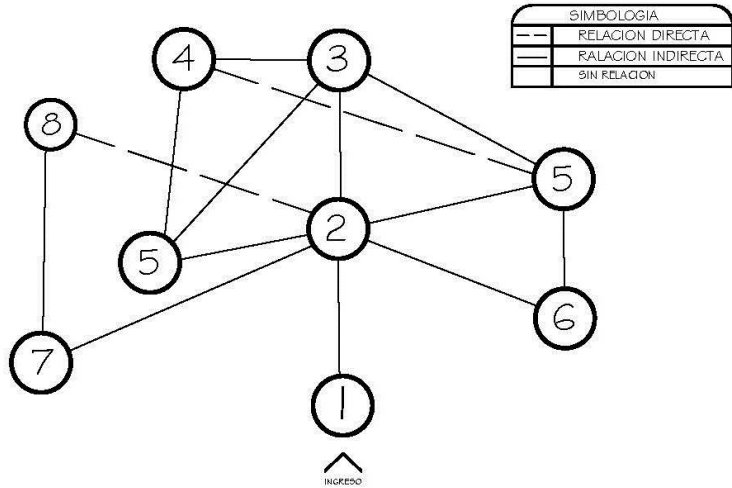 SIMBOLOGIA
RELACION DIRECTA
RALACION INDIRECTA
SIN RELACION
4
3
8
5
2
5
6
7
1
INGRESO